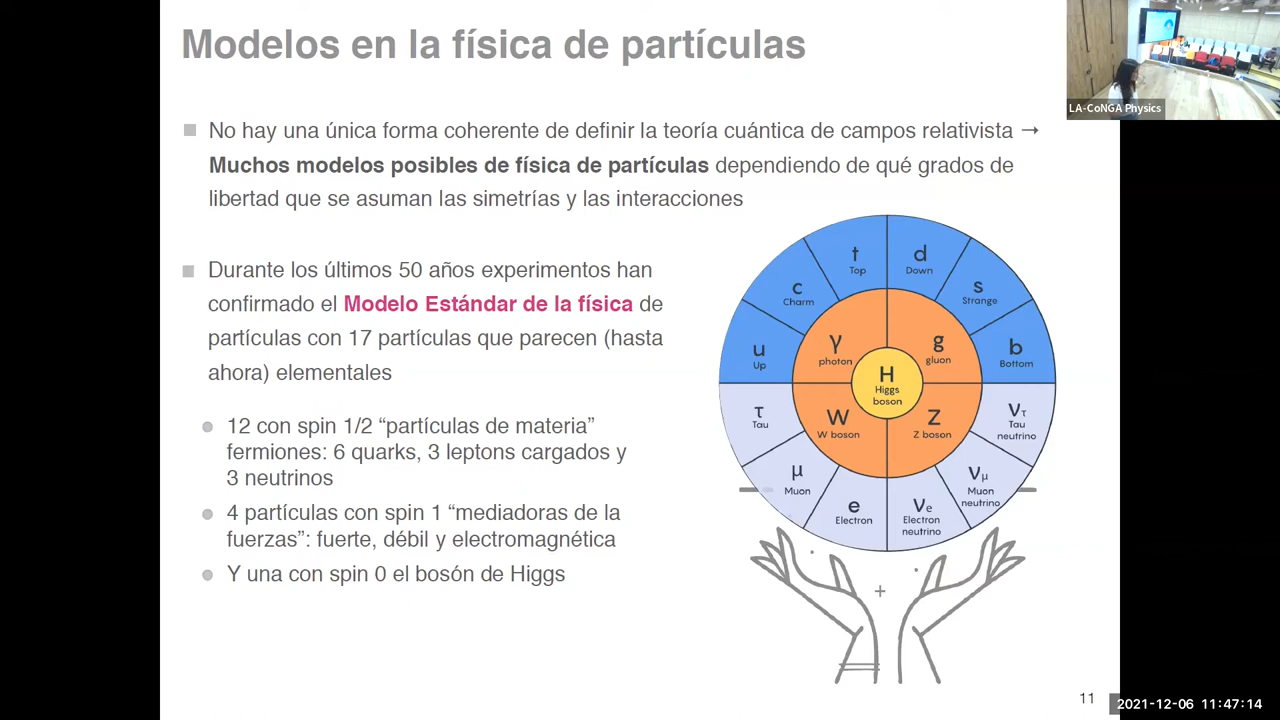 Modelos en la física de partículas
LA-CoNGA Physics
No hay una única forma coherente de definir la teoría cuántica de campos relativista →
Muchos modelos posibles de física de partículas dependiendo de qué grados de
libertad que se asuman las simetrías y las interacciones
Durante los últimos 50 años experimentos han
confirmado el Modelo Estándar de la física de
partículas con 17 partículas que parecen (hasta
ahora) elementales
12 con spin 1/2 “partículas de materia”
fermiones: 6 quarks, 3 leptons cargados y
3 neutrinos
4 partículas con spin 1 “mediadoras de la
fuerzas”: fuerte, débil y electromagnética
Y una con spin 0 el bosón de Higgs
t
Top
d
Down
c
Charm
s
Strange
u
Up
b
Bottom
γ
photon
g
gluon
H
Higgs
boson
W
W boson
Z
Z boson
τ
Tau
ντ
Tau
neutrino
μ
Muon
νμ
Muon
neutrino
e
Electron
νe
Electron
neutrino
+
11
2021-12-06 11:47:14